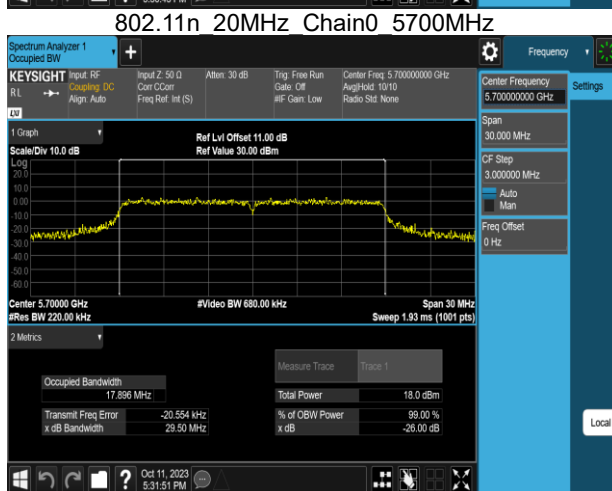 802.11n_20MHz_Chain0_5700MHz
Spectrum Analyzer 1
Occupied BW
Frequency
KEYSIGHT
RL
Input: RF
Coupling: DC
Align: Auto
Input Z: 50 Ω
Corr CCorr
Freq Ref: Int (S)
Atten: 30 dB
Trig: Free Run
Gate: Off
#IF Gain: Low
Center Freq: 5.700000000 GHz
Avg|Hold: 10/10
Radio Std: None
LXI
1 Graph
Scale/Div 10.0 dB
Ref Lvl Offset 11.00 dB
Ref Value 30.00 dBm
Log
20.0
10.0
0.00
-10.0
-20.0
-30.0
-40.0
-50.0
-60.0
Center 5.70000 GHz
#Res BW 220.00 kHz
#Video BW 680.00 kHz
Span 30 MHz
Sweep 1.93 ms (1001 pts)
2 Metrics
Measure Trace
Trace 1
Occupied Bandwidth
17.896 MHz
Total Power
18.0 dBm
Transmit Freq Error
-20.554 kHz
% of OBW Power
99.00 %
x dB Bandwidth
29.50 MHz
x dB
-26.00 dB
Center Frequency
5.700000000 GHz
Settings
Span
30.000 MHz
CF Step
3.000000 MHz
Auto
Man
Freq Offset
0 Hz
Local
Oct 11, 2023
5:31:51 PM